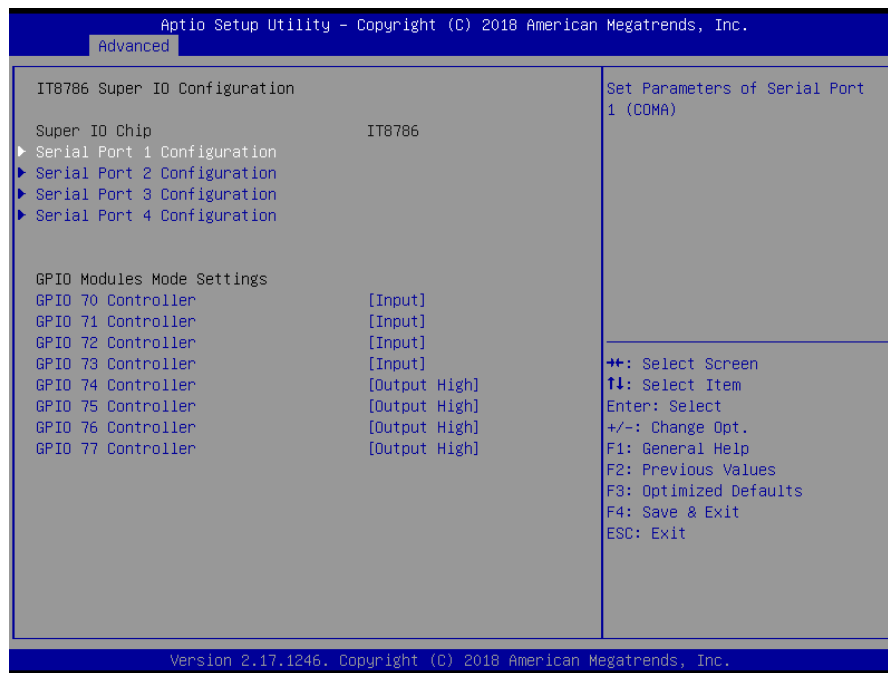 Aptio Setup Utility – Copyright (C) 2018 American Megatrends, Inc.
Advanced
IT8786 Super IO Configuration
Super IO Chip IT8786
Serial Port 1 Configuration
Serial Port 2 Configuration
Serial Port 3 Configuration
Serial Port 4 Configuration
GPIO Modules Mode Settings
GPIO 70 Controller [Input]
GPIO 71 Controller [Input]
GPIO 72 Controller [Input]
GPIO 73 Controller [Input]
GPIO 74 Controller [Output High]
GPIO 75 Controller [Output High]
GPIO 76 Controller [Output High]
GPIO 77 Controller [Output High]
Set Parameters of Serial Port
1 (COMA)
→←: Select Screen
↑↓: Select Item
Enter: Select
+/-: Change Opt.
F1: General Help
F2: Previous Values
F3: Optimized Defaults
F4: Save & Exit
ESC: Exit
Version 2.17.1246. Copyright (C) 2018 American Megatrends, Inc.